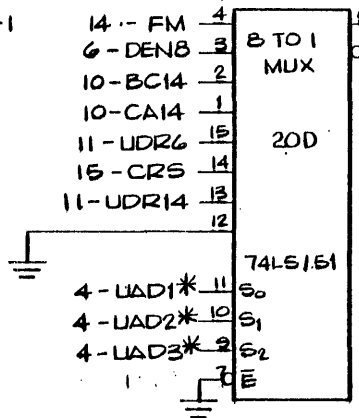 14 - FM 4
6 - DEN8 3 8 TO 1
MUX
10 - BC14 2
10 - CA14 1
11 - UDR6 15 20D
15 - CR5 14
11 - UDR14 13
12
74LS151
4 - UAD1* 11 S0
4 - UAD2* 10 S1
4 - UAD3* 9 S2
7 E